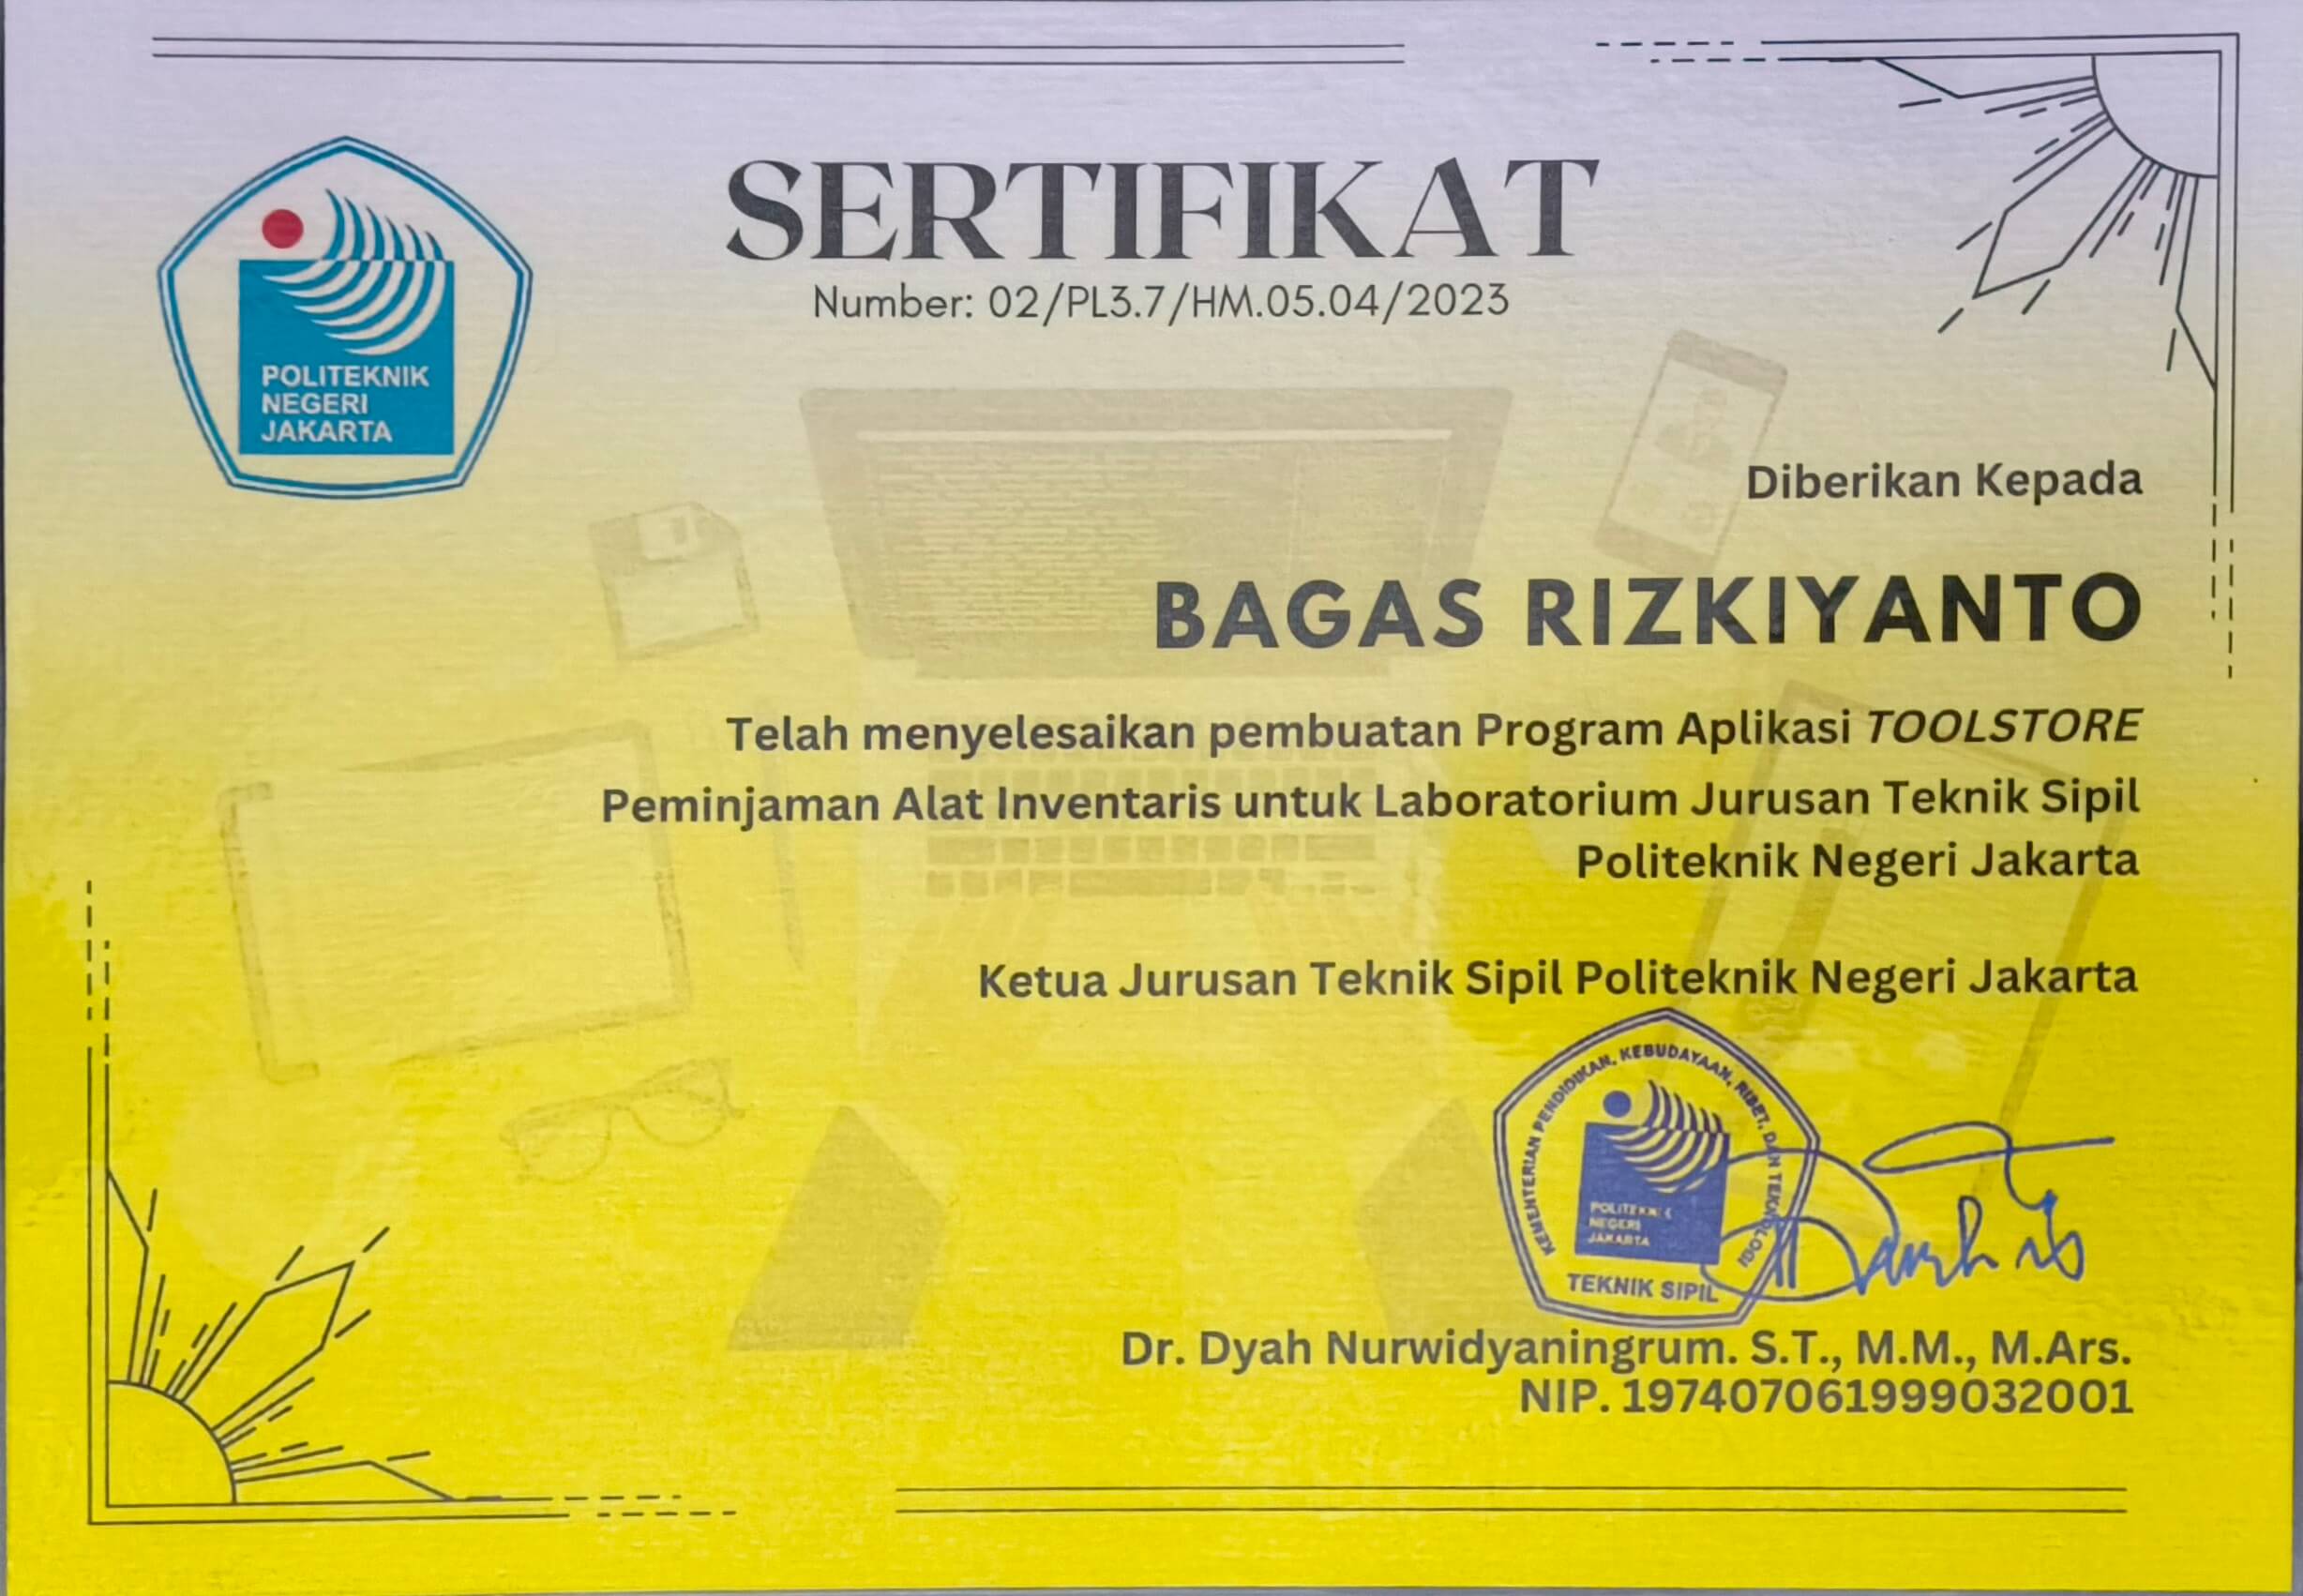 POLITEKNIK
NEGERI
JAKARTA
SERTIFIKAT
Number: 02/PL3.7/HM.05.04/2023
Diberikan Kepada
BAGAS RIZKIYANTO
Telah menyelesaikan pembuatan Program Aplikasi TOOLSTORE
Peminjaman Alat Inventaris untuk Laboratorium Jurusan Teknik Sipil
Politeknik Negeri Jakarta
Ketua Jurusan Teknik Sipil Politeknik Negeri Jakarta
KEMENTERIAN PENDIDIKAN, KEBUDAYAAN, RISET, DAN TEKNOLOGI
POLITEKNIK
NEGERI
JAKARTA
TEKNIK SIPIL
Dr. Dyah Nurwidyaningrum. S.T., M.M., M.Ars.
NIP. 197407061999032001